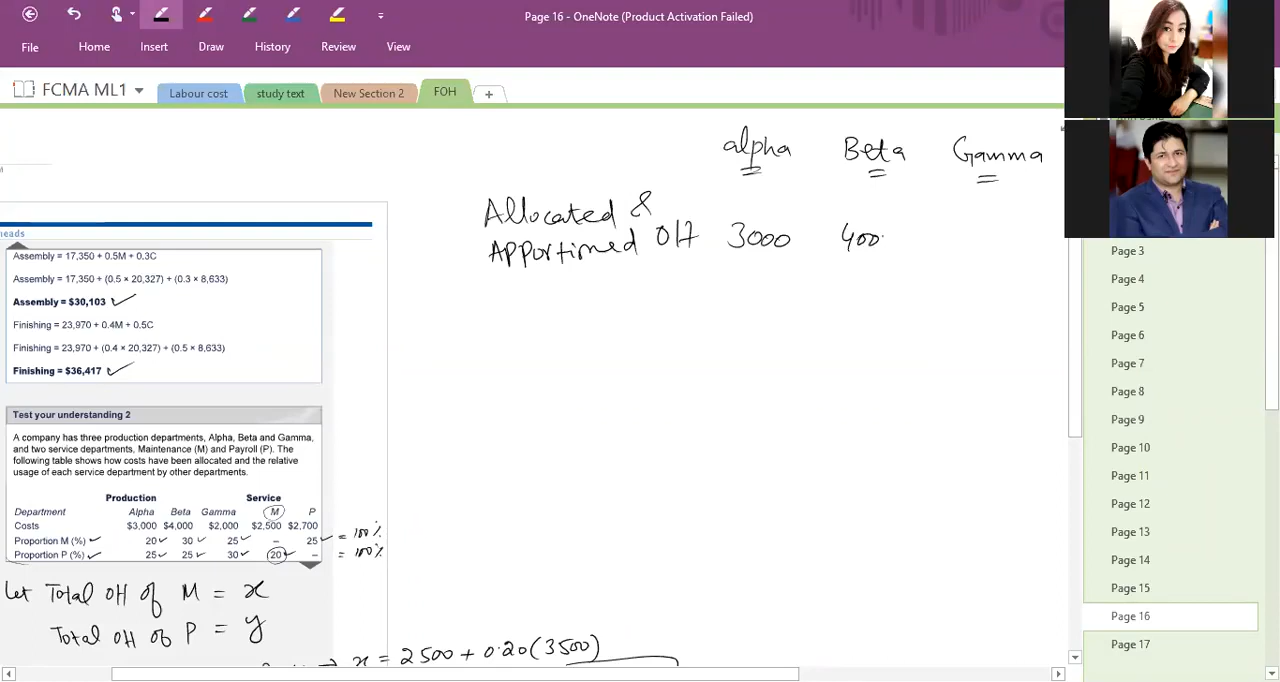 Page 16 - OneNote (Product Activation Failed)
File Home Insert Draw History Review View
FCMA ML1 Labour cost study text New Section 2 FOH +
alpha Beta Gamma
Allocated &
Apportioned OH 3000 400
eads
Assembly = 17,350 + 0.5M + 0.3C
Assembly = 17,350 + (0.5 × 20,327) + (0.3 × 8,633)
Assembly = $30,103
Finishing = 23,970 + 0.4M + 0.5C
Finishing = 23,970 + (0.4 × 20,327) + (0.5 × 8,633)
Finishing = $36,417
Test your understanding 2
A company has three production departments, Alpha, Beta and Gamma,
and two service departments, Maintenance (M) and Payroll (P). The
following table shows how costs have been allocated and the relative
usage of each service department by other departments.
Production Service
Department Alpha Beta Gamma M P
Costs $3,000 $4,000 $2,000 $2,500 $2,700
Proportion M (%) 20 30 25 – 25 = 100%
Proportion P (%) 25 25 30 20 – = 100%
Let Total OH of M = x
Total OH of P = y
x = 2500 + 0.20 (3500)
Page 3
Page 4
Page 5
Page 6
Page 7
Page 8
Page 9
Page 10
Page 11
Page 12
Page 13
Page 14
Page 15
Page 16
Page 17